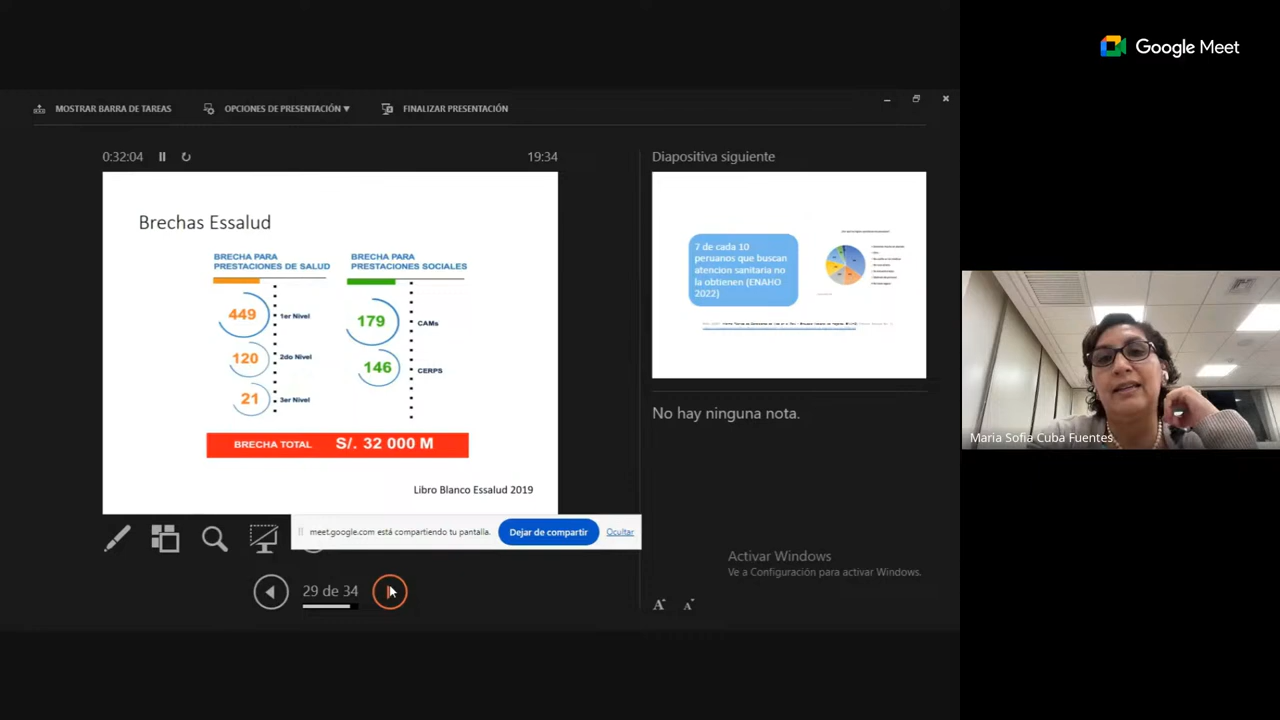 Google Meet
MOSTRAR BARRA DE TAREAS
OPCIONES DE PRESENTACIÓN ▼
FINALIZAR PRESENTACIÓN
0:32:04
19:34
Diapositiva siguiente
Brechas Essalud
BRECHA PARA
PRESTACIONES DE SALUD
BRECHA PARA
PRESTACIONES SOCIALES
449
1er Nivel
179
CAMs
120
2do Nivel
146
CERPS
21
3er Nivel
BRECHA TOTAL S/. 32 000 M
Libro Blanco Essalud 2019
7 de cada 10
peruanos que buscan
atencion sanitaria no
la obtienen (ENAHO
2022)
No hay ninguna nota.
Maria Sofia Cuba Fuentes
meet.google.com está compartiendo tu pantalla.
Dejar de compartir
Ocultar
Activar Windows
Ve a Configuración para activar Windows.
29 de 34